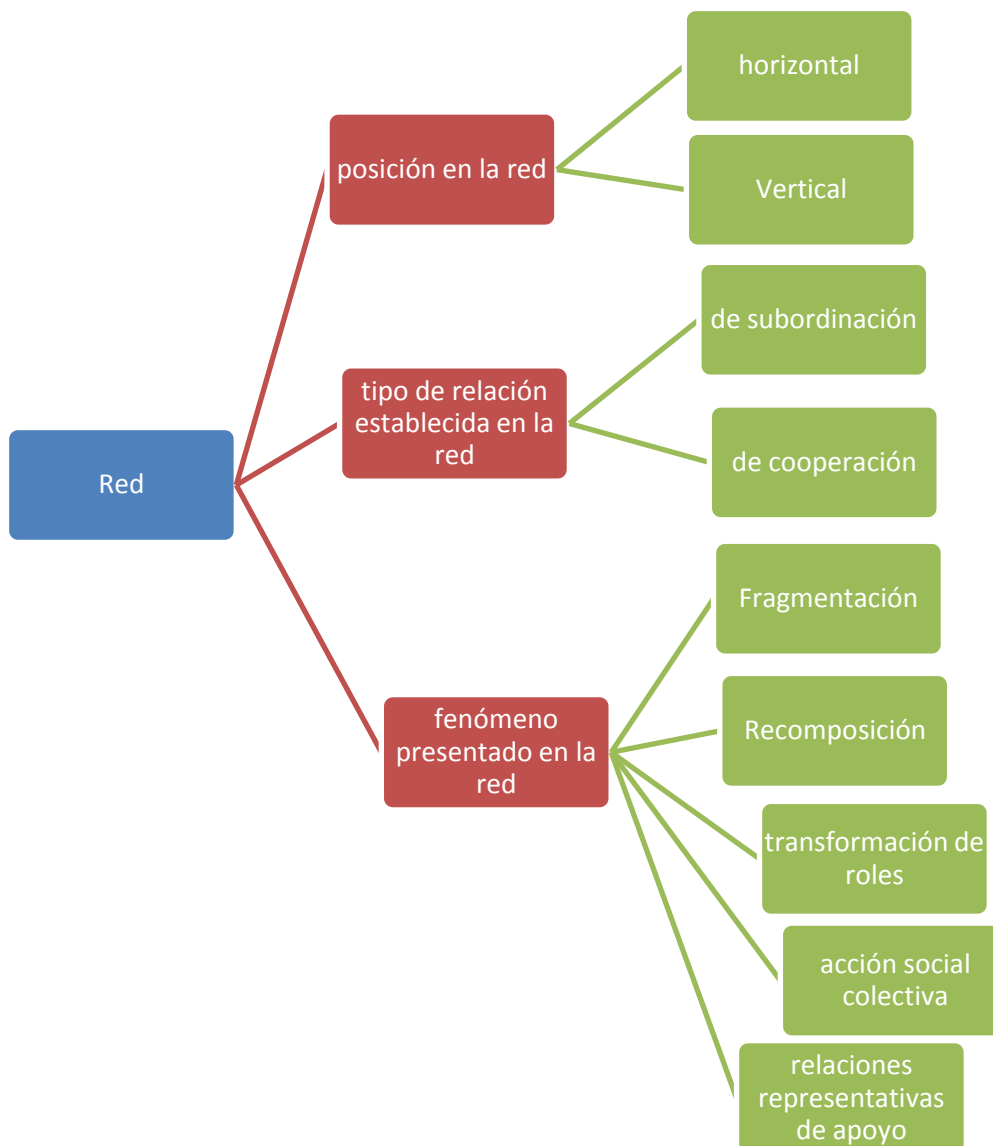 Red
posición en la red
horizontal
Vertical
tipo de relación
establecida en la
red
de subordinación
de cooperación
fenómeno
presentado en la
red
Fragmentación
Recomposición
transformación de
roles
acción social
colectiva
relaciones
representativas
de apoyo